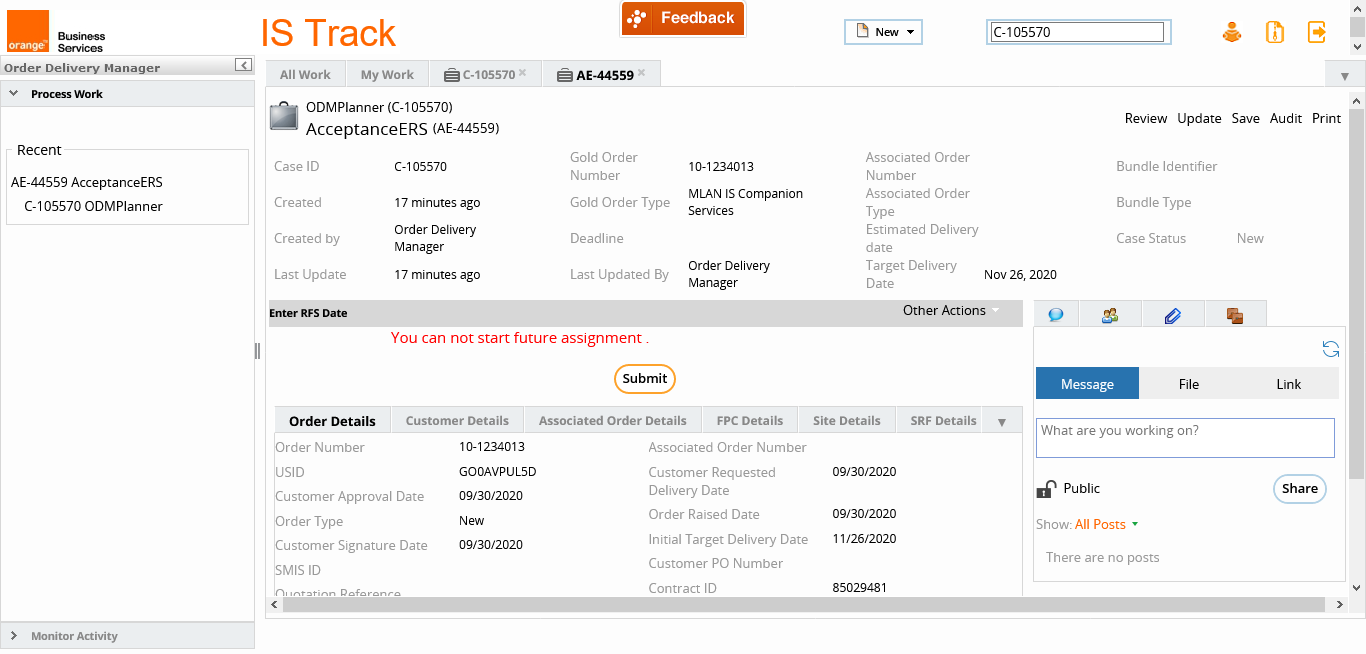 orange™
Business
Services
IS Track
Feedback
New
C-105570
Order Delivery Manager
Process Work
Recent
AE-44559 AcceptanceERS
C-105570 ODMPlanner
Monitor Activity
All Work
My Work
C-105570
AE-44559
ODMPlanner (C-105570)
AcceptanceERS (AE-44559)
Review Update Save Audit Print
Case ID C-105570
Gold Order
Number
10-1234013
Associated Order
Number
Bundle Identifier
Created 17 minutes ago
Gold Order Type
MLAN IS Companion
Services
Associated Order
Type
Bundle Type
Created by
Order Delivery
Manager
Deadline
Estimated Delivery
date
Case Status New
Last Update 17 minutes ago
Last Updated By
Order Delivery
Manager
Target Delivery
Date
Nov 26, 2020
Enter RFS Date
Other Actions
You can not start future assignment .
Submit
Order Details
Customer Details
Associated Order Details
FPC Details
Site Details
SRF Details
Order Number 10-1234013
USID GO0AVPUL5D
Customer Approval Date 09/30/2020
Order Type New
Customer Signature Date 09/30/2020
SMIS ID
Quotation Reference
Associated Order Number
Customer Requested
Delivery Date
09/30/2020
Order Raised Date 09/30/2020
Initial Target Delivery Date 11/26/2020
Customer PO Number
Contract ID 85029481
Message
File
Link
What are you working on?
Public
Share
Show: All Posts
There are no posts